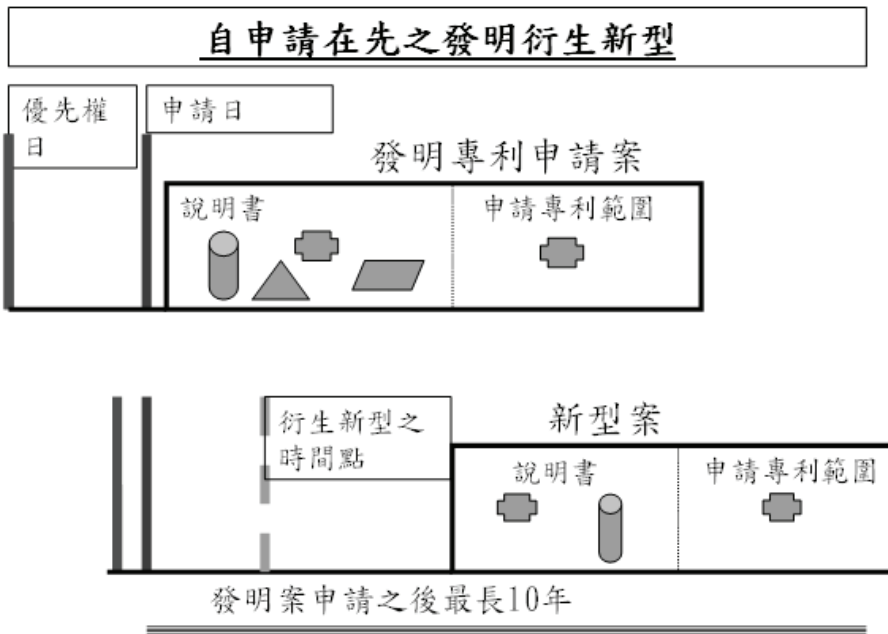 自申請在先之發明衍生新型
優先權
日
申請日
發明專利申請案
說明書
申請專利範圍
衍生新型之
時間點
新型案
說明書
申請專利範圍
發明案申請之後最長10年